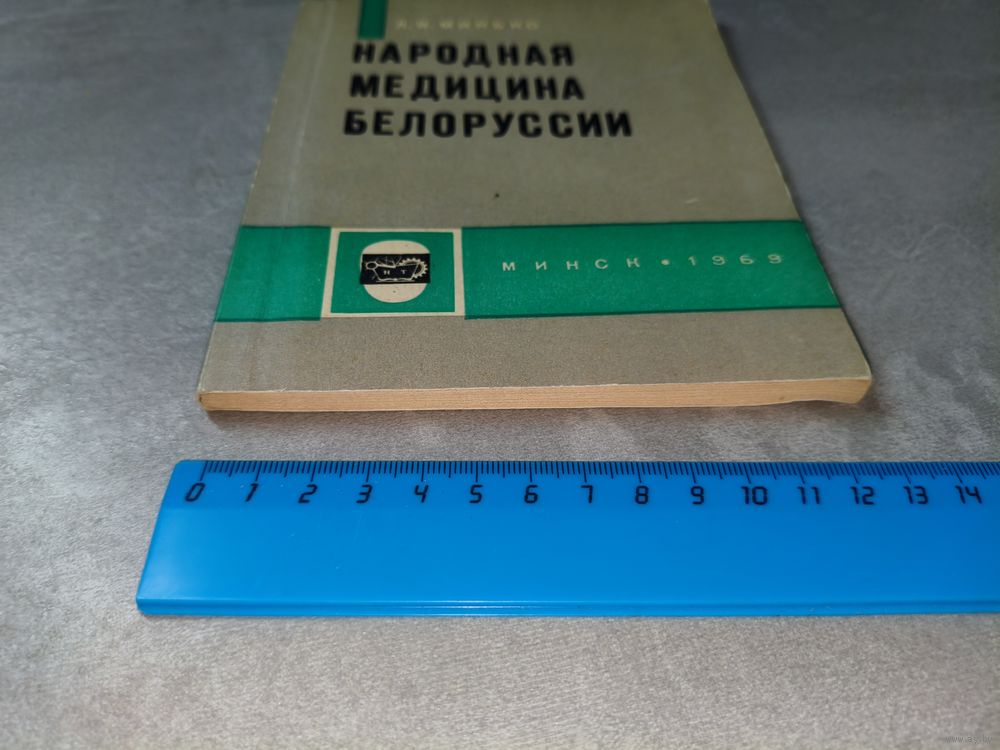 НАРОДНАЯ
МЕДИЦИНА
БЕЛОРУССИИ
НТ
МИНСК • 1969
0 1 2 3 4 5 6 7 8 9 10 11 12 13 14